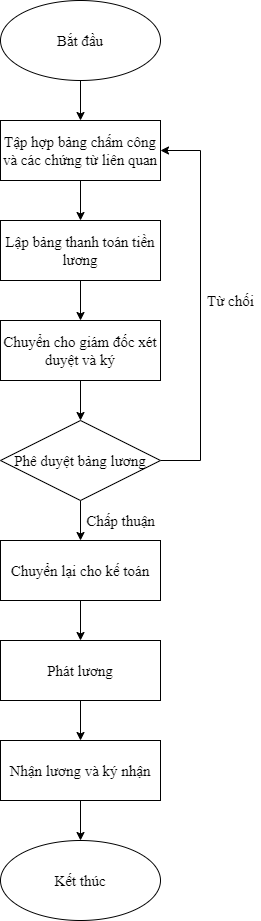 Bắt đầu
Tập hợp bảng chấm công
và các chứng từ liên quan
Lập bảng thanh toán tiền
lương
Từ chối
Chuyển cho giám đốc xét
duyệt và ký
Phê duyệt bảng lương
Chấp thuận
Chuyển lại cho kế toán
Phát lương
Nhận lương và ký nhận
Kết thúc